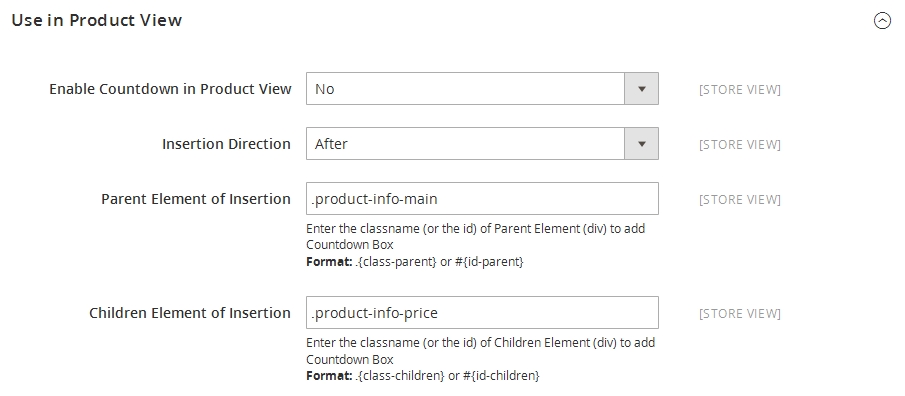 Use in Product View
Enable Countdown in Product View No [STORE VIEW]
Insertion Direction After [STORE VIEW]
Parent Element of Insertion .product-info-main [STORE VIEW]
Enter the classname (or the id) of Parent Element (div) to add
Countdown Box
Format: .{class-parent} or #{id-parent}
Children Element of Insertion .product-info-price [STORE VIEW]
Enter the classname (or the id) of Children Element (div) to add
Countdown Box
Format: .{class-children} or #{id-children}